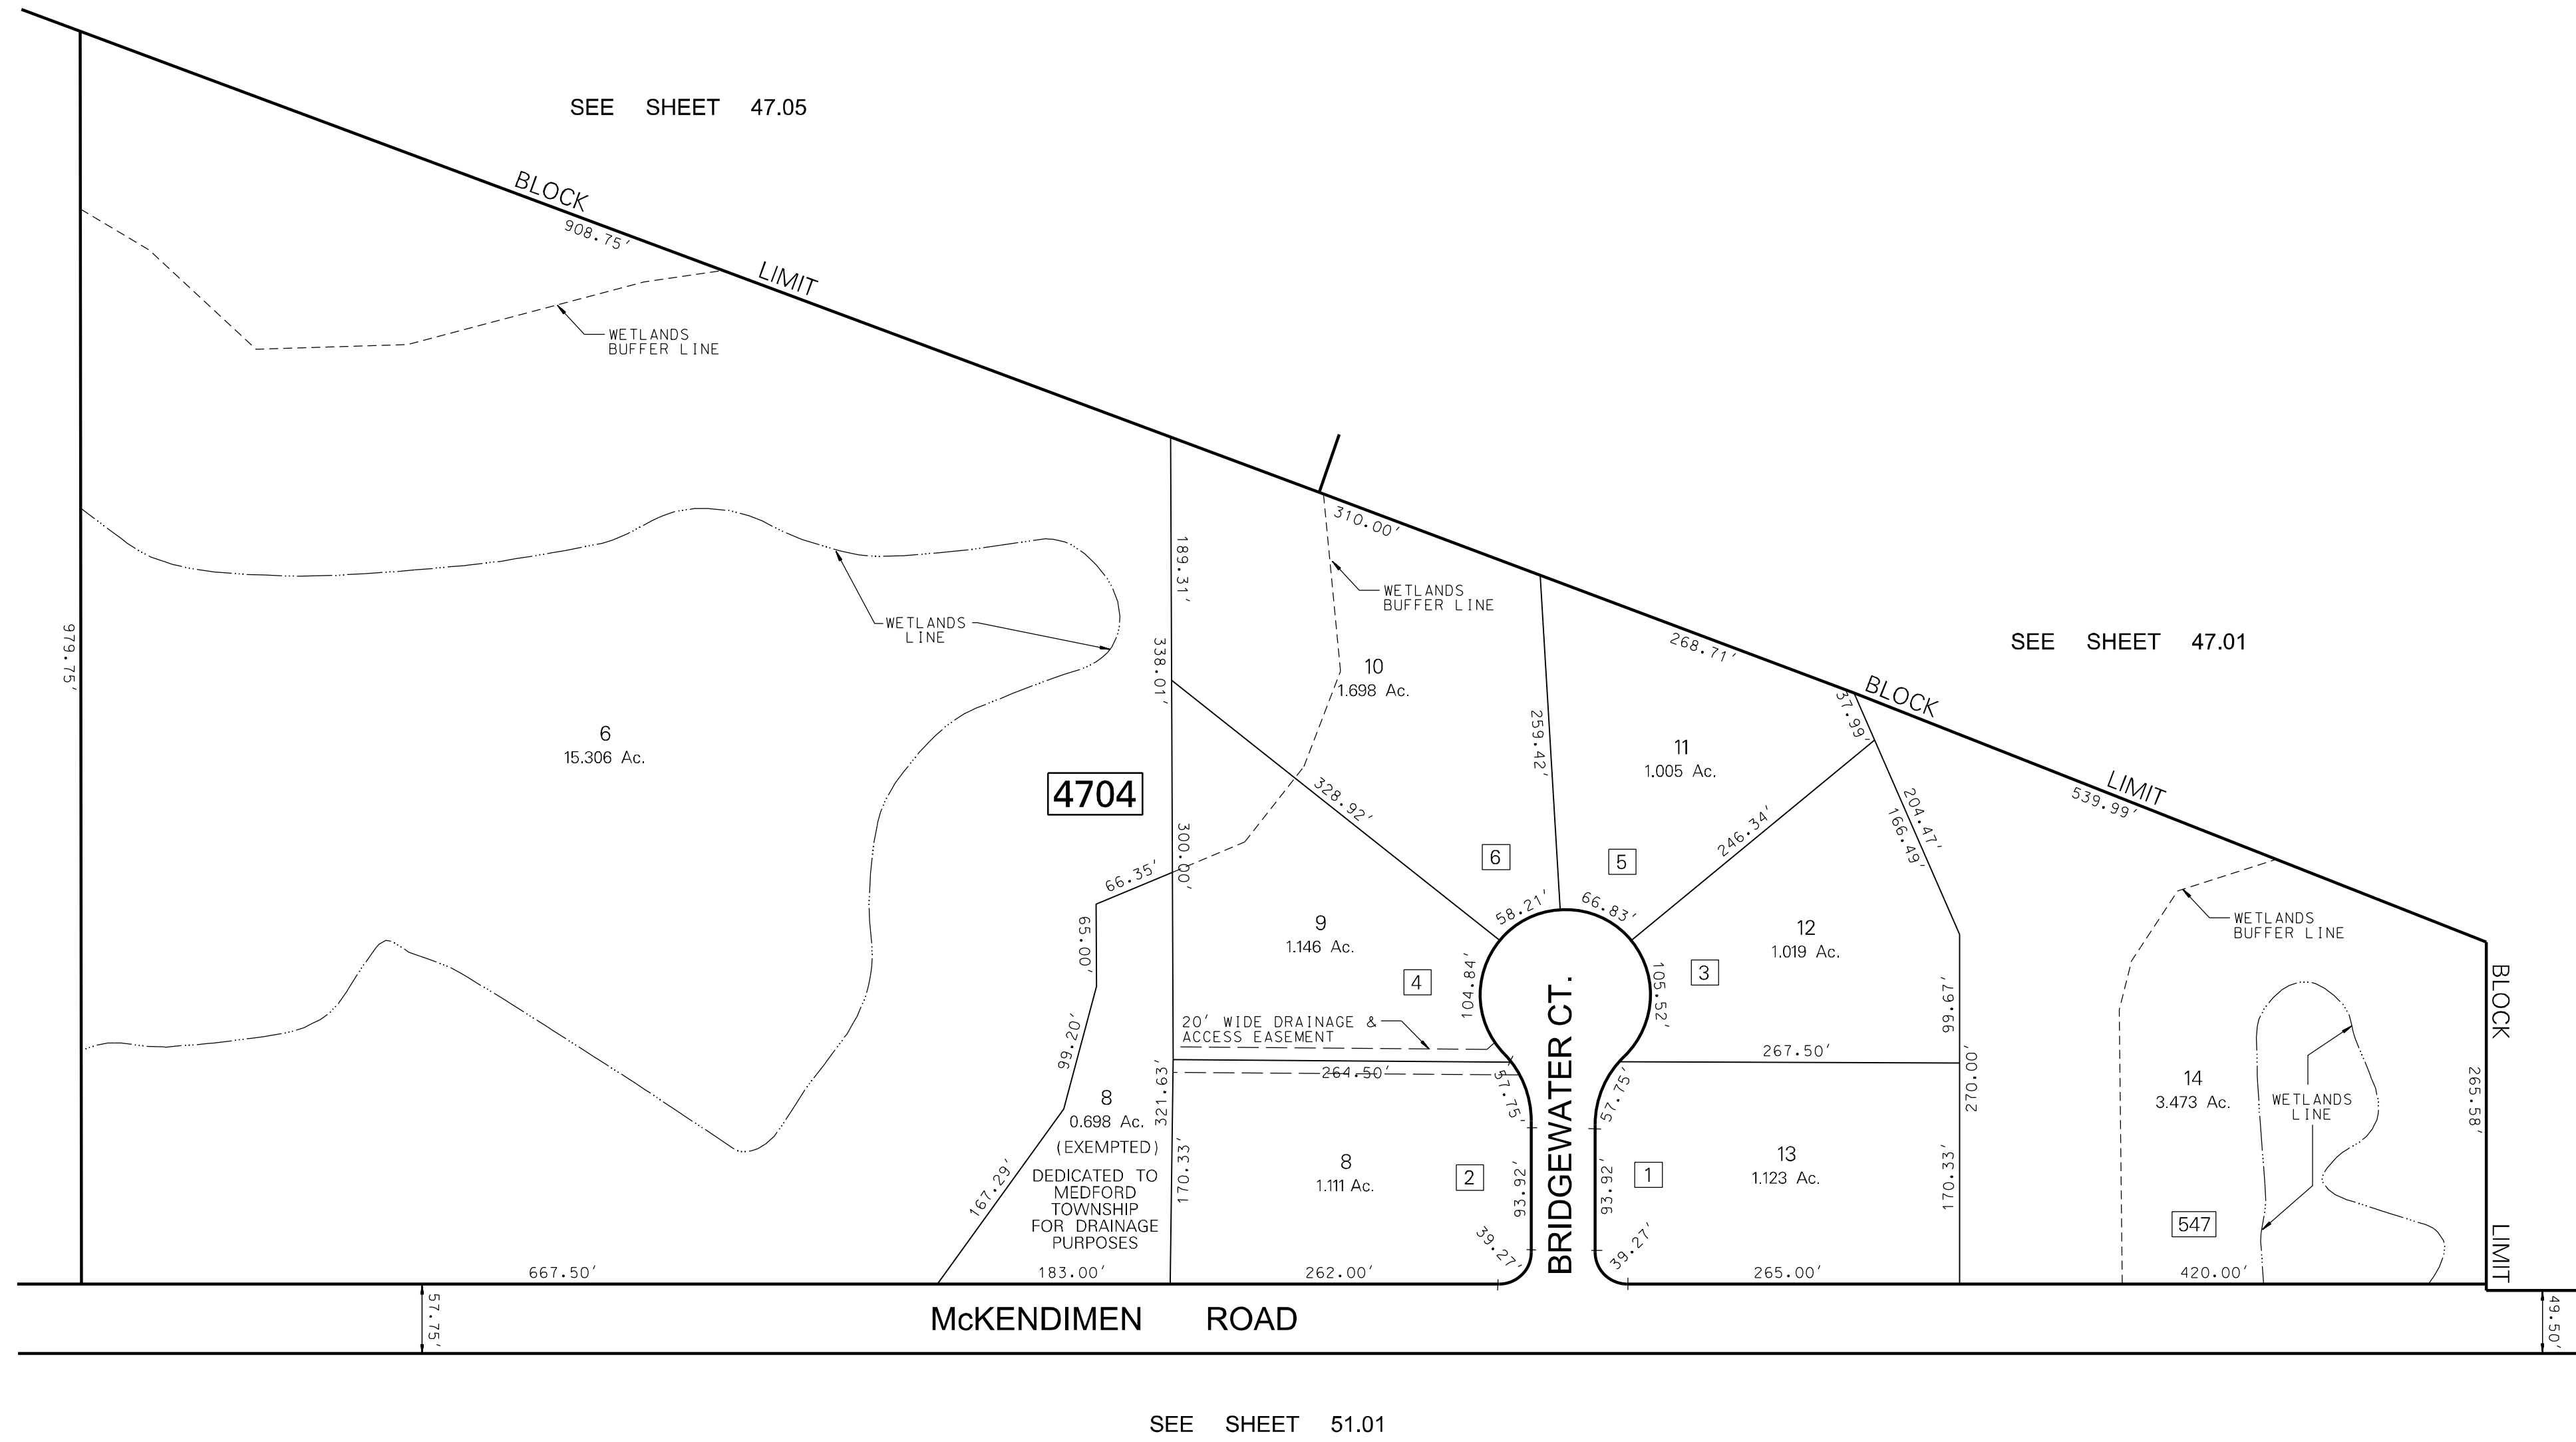 SEE SHEET 47.05
BLOCK
908.75'
LIMIT
WETLANDS
BUFFER LINE
979.75'
WETLANDS
LINE
6
15.306 Ac.
4704
310.00'
189.31'
338.01'
WETLANDS
BUFFER LINE
10
1.698 Ac.
268.71'
SEE SHEET 47.01
BLOCK
37.99'
259.42'
11
1.005 Ac.
LIMIT
539.99'
328.92'
246.34'
204.47'
166.49'
300.00'
66.35'
6
5
58.21'
66.83'
65.00'
9
1.146 Ac.
4
104.84'
105.52'
3
12
1.019 Ac.
99.67'
WETLANDS
BUFFER LINE
BLOCK
20' WIDE DRAINAGE &
ACCESS EASEMENT
99.20'
264.50'
267.50'
57.75'
57.75'
321.63'
270.00'
8
0.698 Ac.
(EXEMPTED)
DEDICATED TO
MEDFORD
TOWNSHIP
FOR DRAINAGE
PURPOSES
167.29'
170.33'
8
1.111 Ac.
2
93.92'
BRIDGEWATER CT.
93.92'
1
13
1.123 Ac.
170.33'
14
3.473 Ac.
WETLANDS
LINE
265.58'
547
LIMIT
39.27'
39.27'
667.50'
183.00'
262.00'
265.00'
420.00'
57.75'
McKENDIMEN ROAD
49.50'
SEE SHEET 51.01